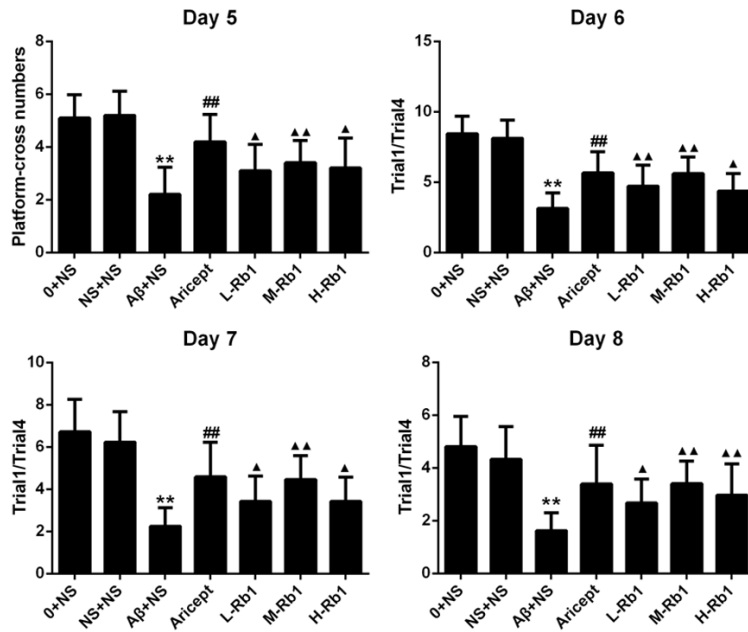 Day 5
Platform-cross numbers
8
6
4
2
0
##
▲
▲▲
▲
**
0+NS
NS+NS
Aβ+NS
Aricept
L-Rb1
M-Rb1
H-Rb1
Day 6
Trial1/Trial4
15
10
5
0
##
▲▲
▲▲
▲
**
0+NS
NS+NS
Aβ+NS
Aricept
L-Rb1
M-Rb1
H-Rb1
Day 7
Trial1/Trial4
10
8
6
4
2
0
##
▲
▲▲
▲
**
0+NS
NS+NS
Aβ+NS
Aricept
L-Rb1
M-Rb1
H-Rb1
Day 8
Trial1/Trial4
8
6
4
2
0
##
▲
▲▲
▲▲
**
0+NS
NS+NS
Aβ+NS
Aricept
L-Rb1
M-Rb1
H-Rb1